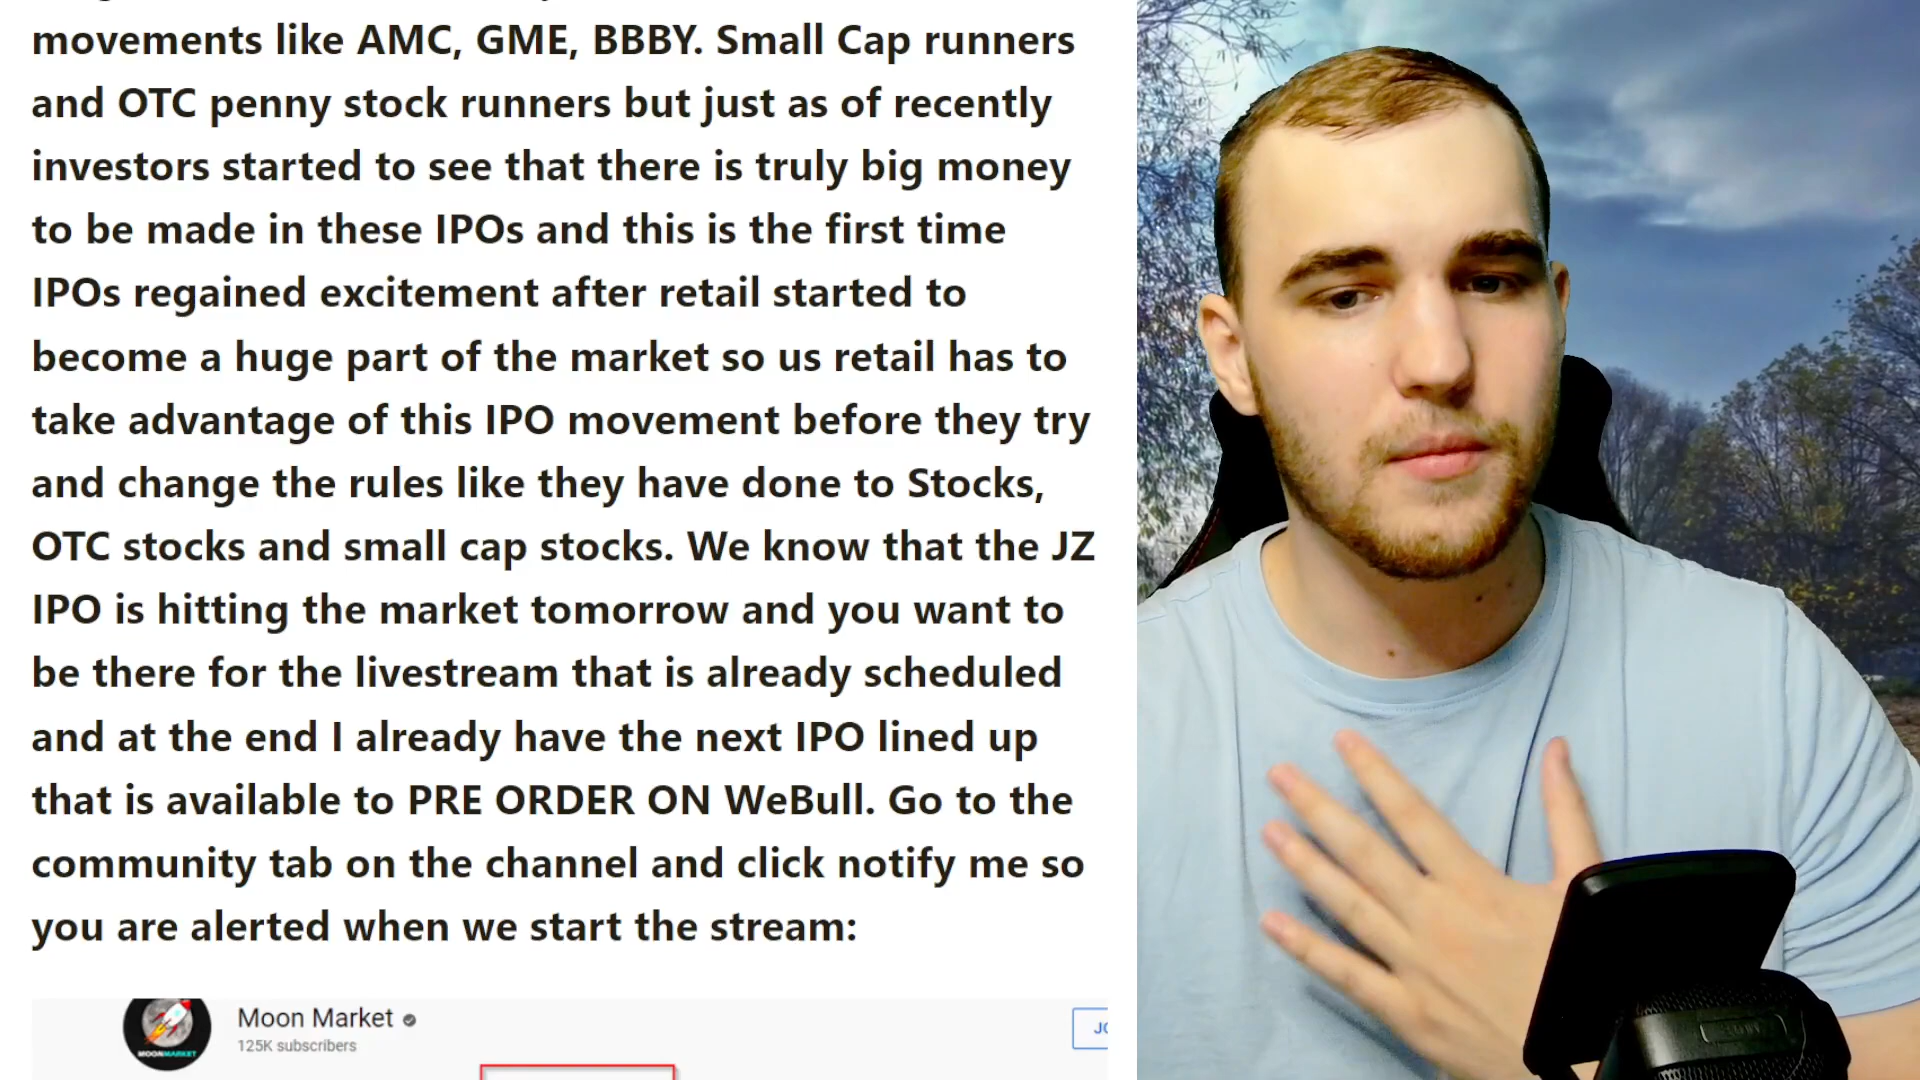 movements like AMC, GME, BBBY. Small Cap runners
and OTC penny stock runners but just as of recently
investors started to see that there is truly big money
to be made in these IPOs and this is the first time
IPOs regained excitement after retail started to
become a huge part of the market so us retail has to
take advantage of this IPO movement before they try
and change the rules like they have done to Stocks,
OTC stocks and small cap stocks. We know that the JZ
IPO is hitting the market tomorrow and you want to
be there for the livestream that is already scheduled
and at the end I already have the next IPO lined up
that is available to PRE ORDER ON WeBull. Go to the
community tab on the channel and click notify me so
you are alerted when we start the stream:
MOONMARKET
Moon Market
125K subscribers